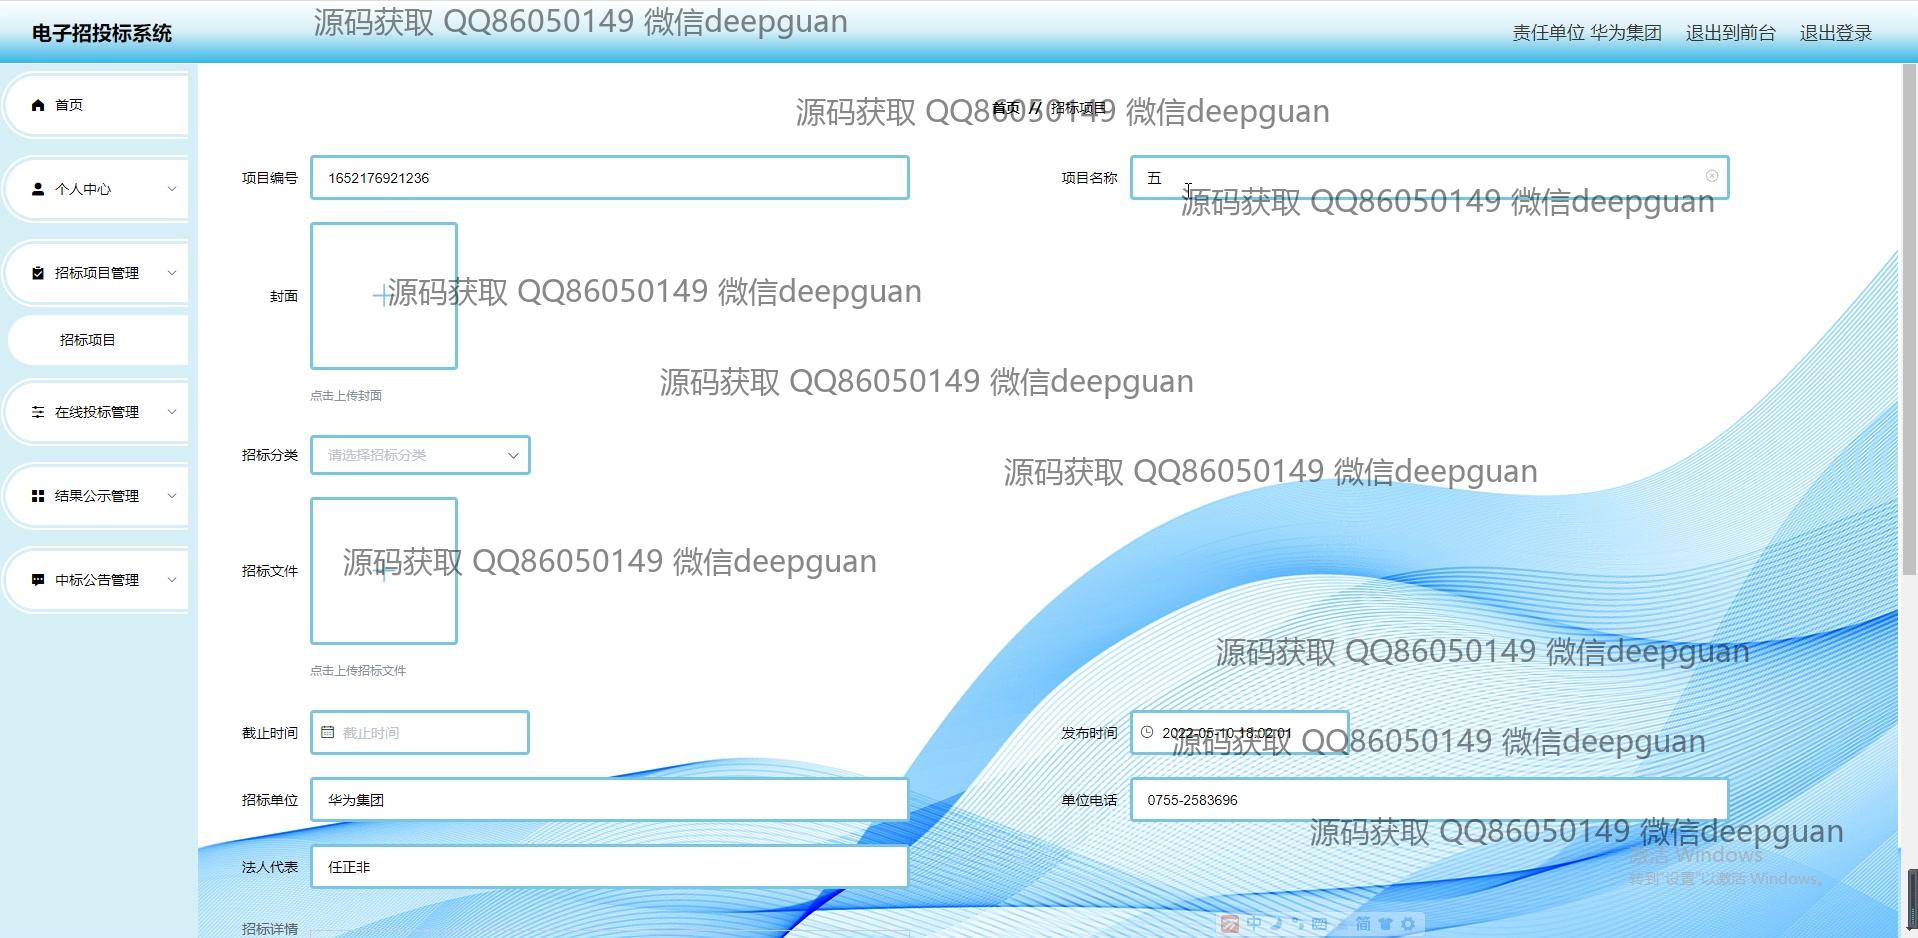 电子招投标系统
源码获取 QQ86050149 微信deepguan
责任单位 华为集团
退出到前台
退出登录
首页
首页 // 招标项目
源码获取 QQ86050149 微信deepguan
项目编号
1652176921236
项目名称
五
个人中心
源码获取 QQ86050149 微信deepguan
招标项目管理
封面
源码获取 QQ86050149 微信deepguan
招标项目
源码获取 QQ86050149 微信deepguan
点击上传封面
在线投标管理
招标分类
请选择招标分类
源码获取 QQ86050149 微信deepguan
结果公示管理
招标文件
源码获取 QQ86050149 微信deepguan
中标公告管理
源码获取 QQ86050149 微信deepguan
点击上传招标文件
截止时间
截止时间
发布时间
2022-05-10 18:02:01
源码获取 QQ86050149 微信deepguan
招标单位
华为集团
单位电话
0755-2583696
源码获取 QQ86050149 微信deepguan
激活 Windows
法人代表
任正非
转到"设置"以激活 Windows。
招标详情
中
简